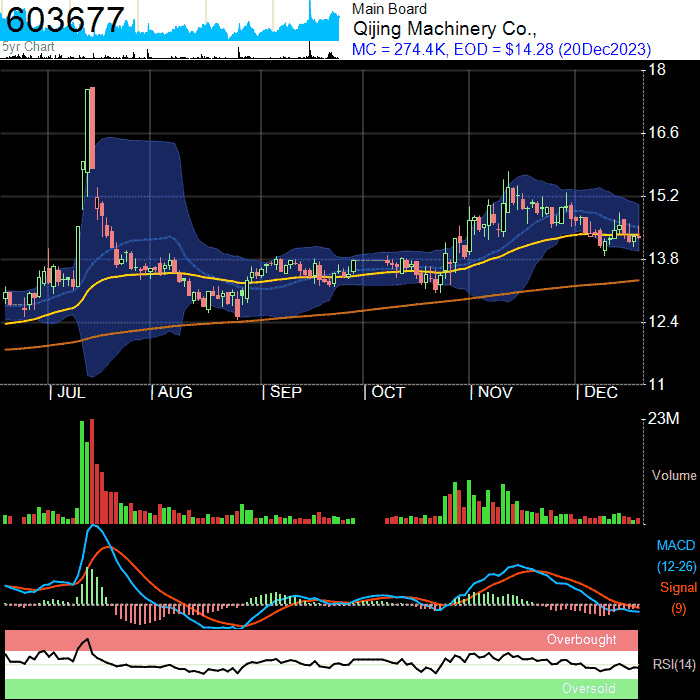 603677
5yr Chart
Main Board
Qijing Machinery Co.,
MC = 274.4K, EOD = $14.28 (20Dec2023)
18
16.6
15.2
13.8
12.4
11
| JUL | AUG | SEP | OCT | NOV | DEC
23M
Volume
MACD
(12-26)
Signal
(9)
Overbought
RSI(14)
Oversold